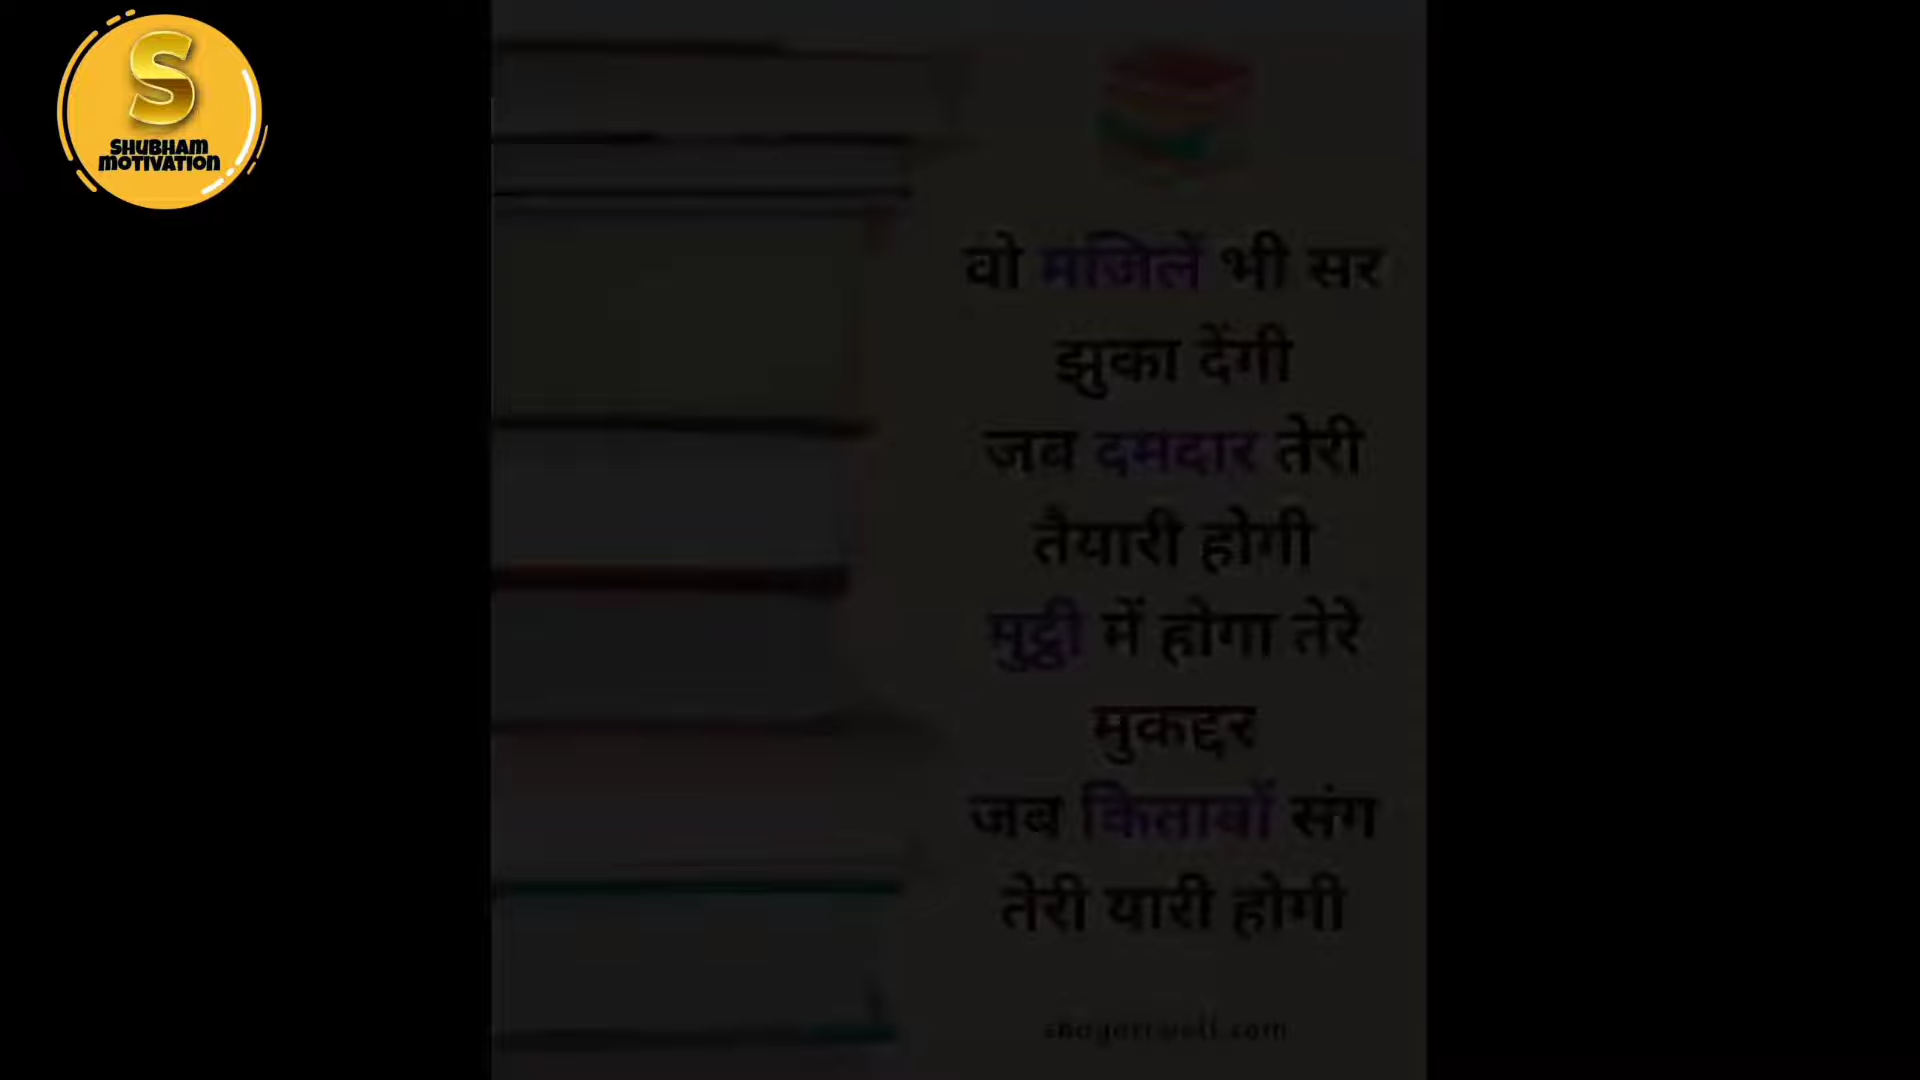 S
SHUBHAM
MOTIVATION
वो मंजिलें भी सर
झुका देंगी
जब दमदार तेरी
तैयारी होगी
मुट्ठी में होगा तेरे
मुकद्दर
जब किताबों संग
तेरी यारी होगी